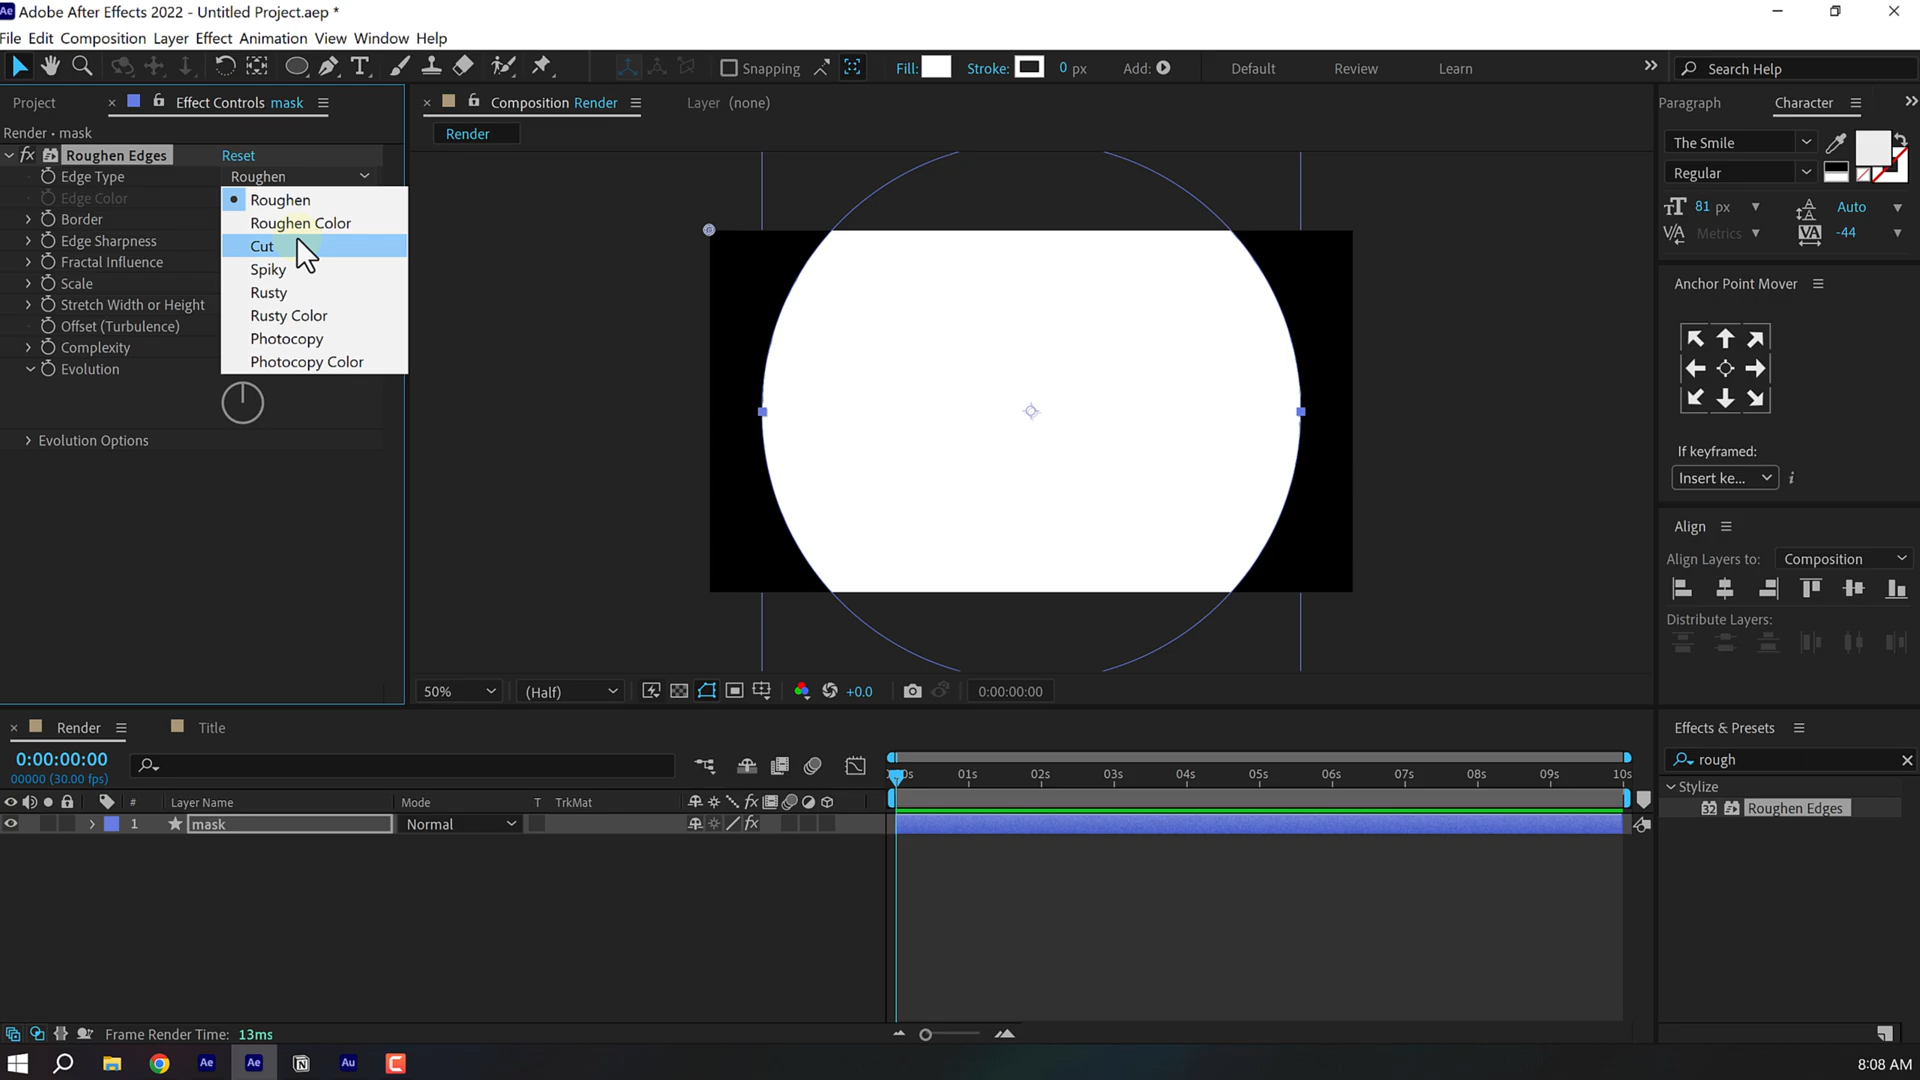 Adobe After Effects 2022 - Untitled Project.aep *
File Edit Composition Layer Effect Animation View Window Help
Snapping
Fill:
Stroke:
0 px
Add:
Default
Review
Learn
Search Help
Project
Effect Controls mask
Composition Render
Layer (none)
Paragraph
Character
Render • mask
Render
Roughen Edges
Reset
Edge Type
Roughen
Edge Color
Border
Edge Sharpness
Fractal Influence
Scale
Stretch Width or Height
Offset (Turbulence)
Complexity
Evolution
Evolution Options
Roughen
Roughen Color
Cut
Spiky
Rusty
Rusty Color
Photocopy
Photocopy Color
The Smile
Regular
81 px
Auto
Metrics
-44
Anchor Point Mover
If keyframed:
Insert ke...
Align
Align Layers to:
Composition
Distribute Layers:
50%
(Half)
+0.0
0:00:00:00
Render
Title
Effects & Presets
0:00:00:00
00000 (30.00 fps)
rough
01s
02s
03s
04s
05s
06s
07s
08s
09s
10s
Stylize
# Layer Name
Mode
T TrkMat
32
Roughen Edges
1
mask
Normal
Frame Render Time: 13ms
8:08 AM